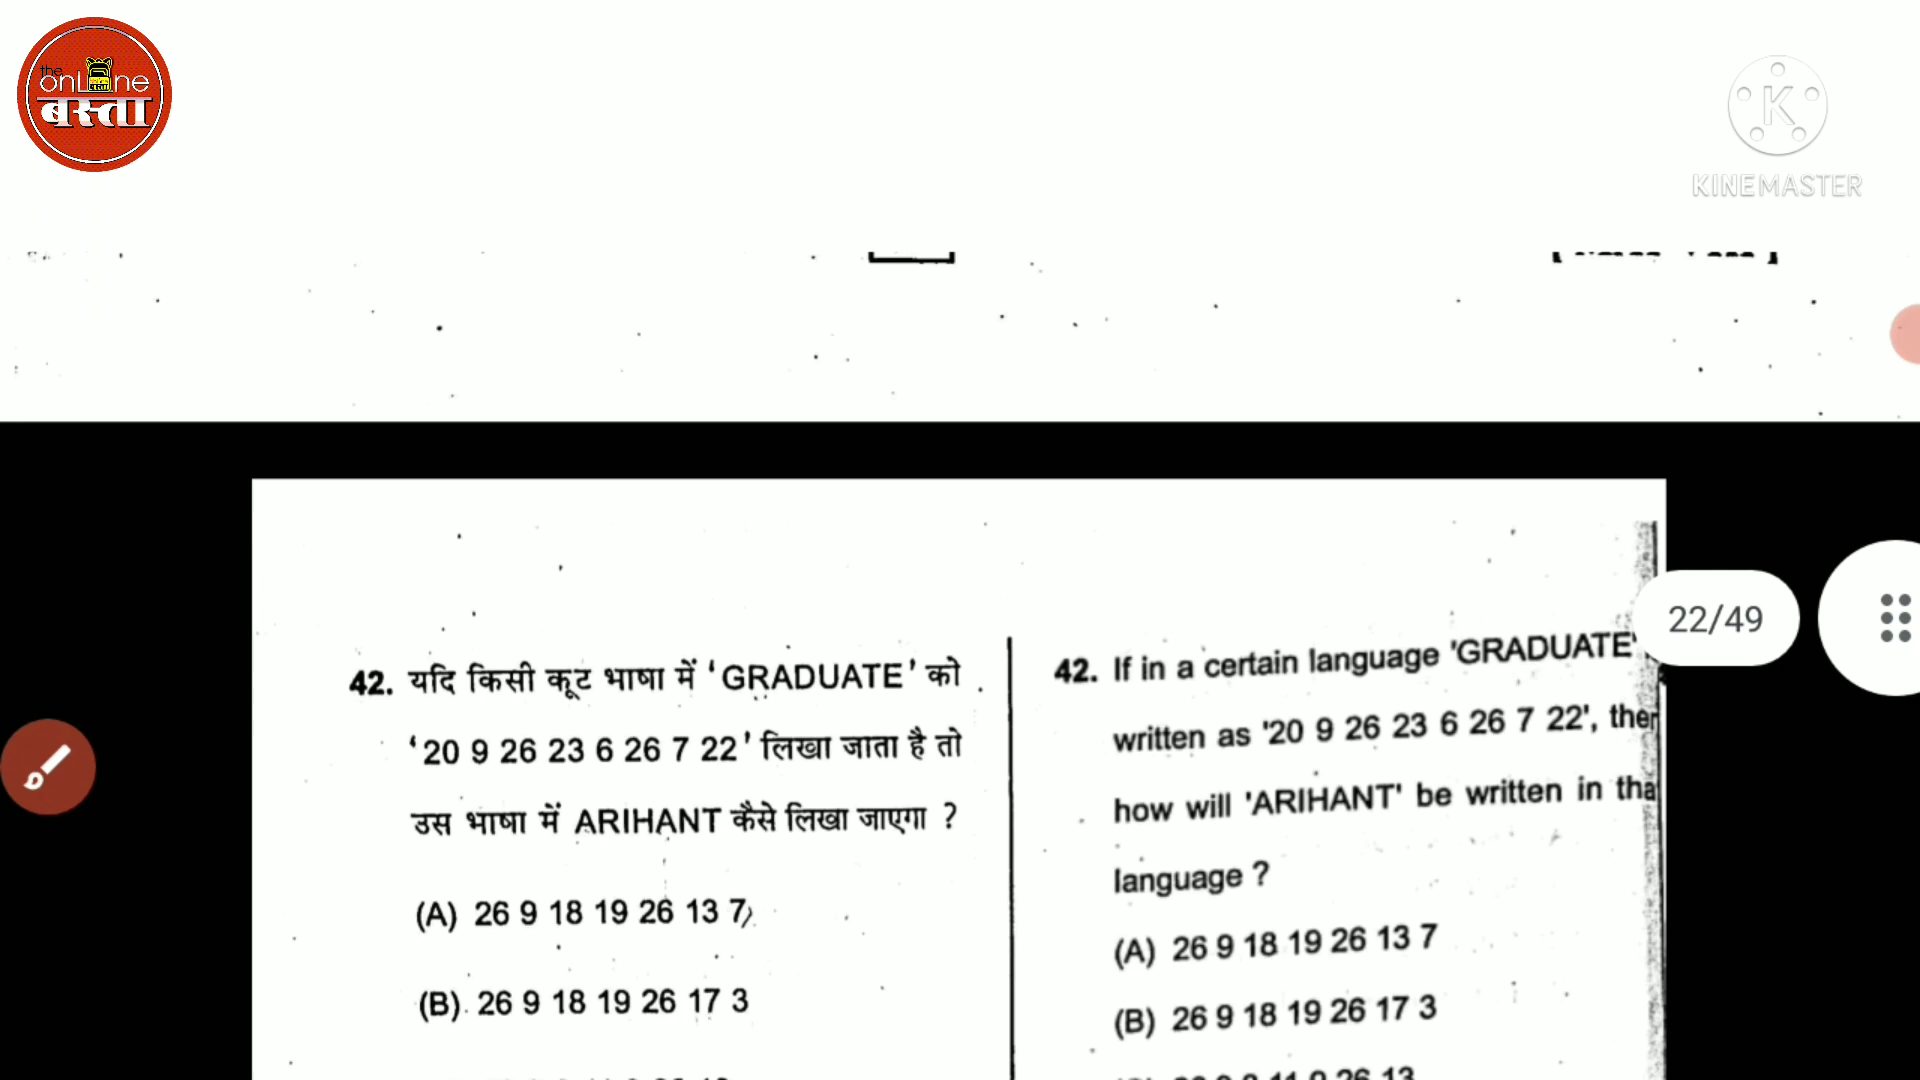 the
onLine
बस्ता
KINEMASTER
42. यदि किसी कूट भाषा में ‘GRADUATE’ को
‘20 9 26 23 6 26 7 22’ लिखा जाता है तो
उस भाषा में ARIHANT कैसे लिखा जाएगा ?
(A) 26 9 18 19 26 13 7
(B) 26 9 18 19 26 17 3
42. If in a certain language 'GRADUATE'
written as '20 9 26 23 6 26 7 22', then
how will 'ARIHANT' be written in tha
language ?
(A) 26 9 18 19 26 13 7
(B) 26 9 18 19 26 17 3
22/49